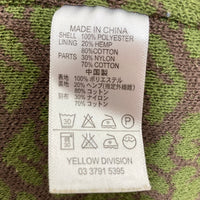 MADE IN CHINA
SHELL 100% POLYESTER
LINING 20% HEMP
80%COTTON
PARTS 30% NYLON
70% COTTON
中国製
表地 100% ポリエステル
裏地 20% ヘンプ(指定外繊維)
80% コットン
別布 30% ナイロン
70% コットン
30
YELLOW DIVISION
03 3791 5395